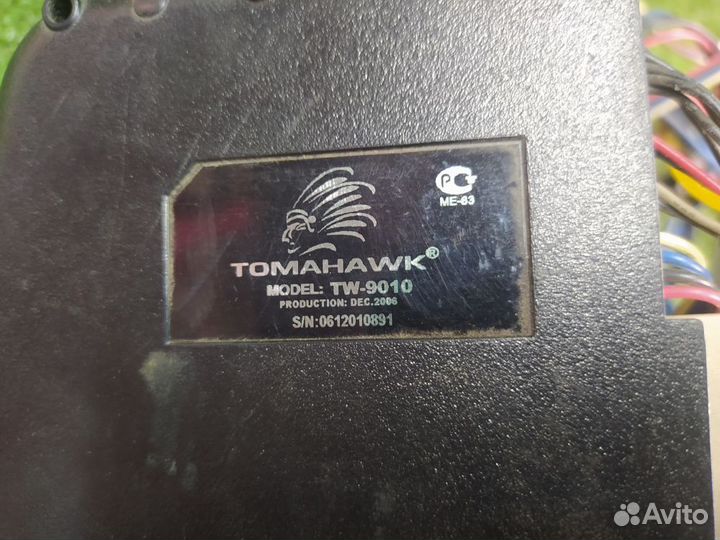 ME-83
TOMAHAWK®
MODEL: TW-9010
PRODUCTION: DEC.2006
S/N:0612010891
Avito